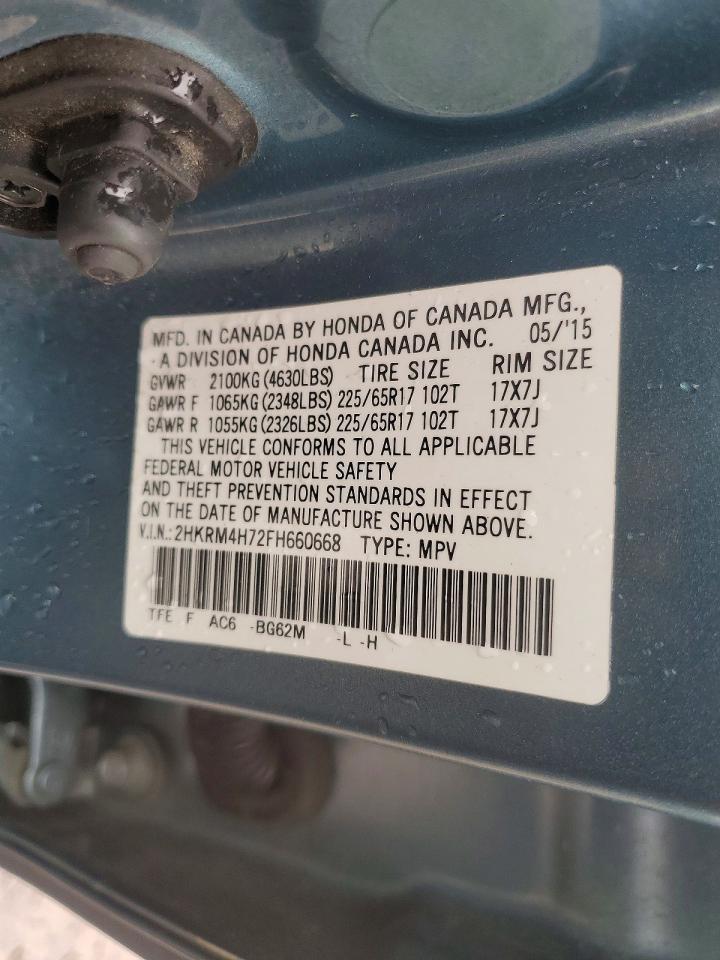 MFD. IN CANADA BY HONDA OF CANADA MFG.,
-A DIVISION OF HONDA CANADA INC. 05/'15
GVWR 2100KG (4630LBS) TIRE SIZE RIM SIZE
GAWR F 1065KG (2348LBS) 225/65R17 102T 17X7J
GAWR R 1055KG (2326LBS) 225/65R17 102T 17X7J
THIS VEHICLE CONFORMS TO ALL APPLICABLE
FEDERAL MOTOR VEHICLE SAFETY
AND THEFT PREVENTION STANDARDS IN EFFECT
ON THE DATE OF MANUFACTURE SHOWN ABOVE.
V.I.N.: 2HKRM4H72FH660668 TYPE: MPV
TFE F AC6 -BG62M -L -H